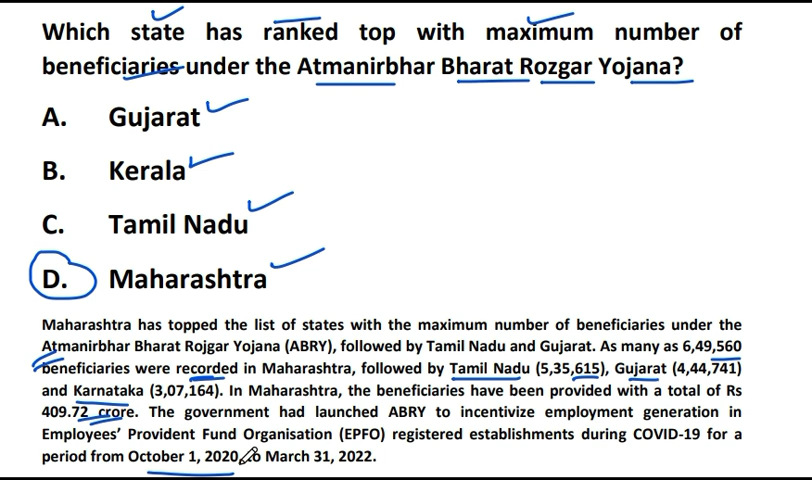 Which state has ranked top with maximum number of
beneficiaries under the Atmanirbhar Bharat Rozgar Yojana?
A. Gujarat
B. Kerala
C. Tamil Nadu
D. Maharashtra
Maharashtra has topped the list of states with the maximum number of beneficiaries under the
Atmanirbhar Bharat Rojgar Yojana (ABRY), followed by Tamil Nadu and Gujarat. As many as 6,49,560
beneficiaries were recorded in Maharashtra, followed by Tamil Nadu (5,35,615), Gujarat (4,44,741)
and Karnataka (3,07,164). In Maharashtra, the beneficiaries have been provided with a total of Rs
409.72 crore. The government had launched ABRY to incentivize employment generation in
Employees’ Provident Fund Organisation (EPFO) registered establishments during COVID-19 for a
period from October 1, 2020 to March 31, 2022.